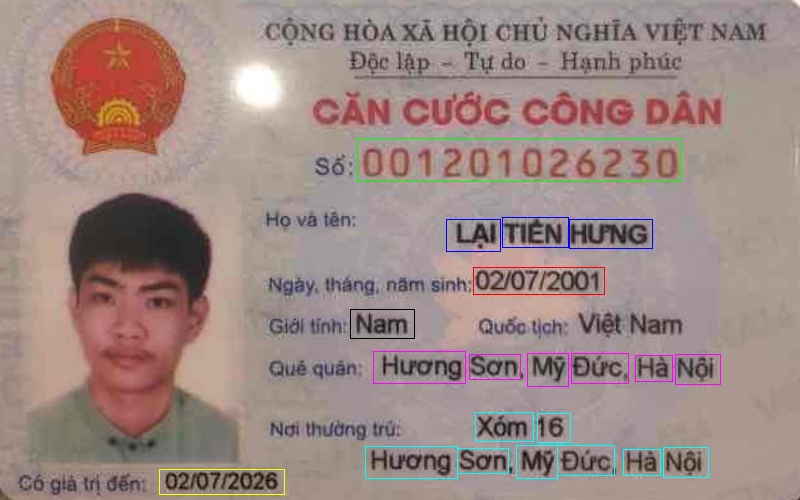 CỘNG HÒA XÃ HỘI CHỦ NGHĨA VIỆT NAM
Độc lập - Tự do - Hạnh phúc
CĂN CƯỚC CÔNG DÂN
Số: 001201026230
Họ và tên:
LẠI TIẾN HƯNG
Ngày, tháng, năm sinh: 02/07/2001
Giới tính: Nam Quốc tịch: Việt Nam
Quê quán: Hương Sơn, Mỹ Đức, Hà Nội
Nơi thường trú: Xóm 16
Hương Sơn, Mỹ Đức, Hà Nội
Có giá trị đến: 02/07/2026